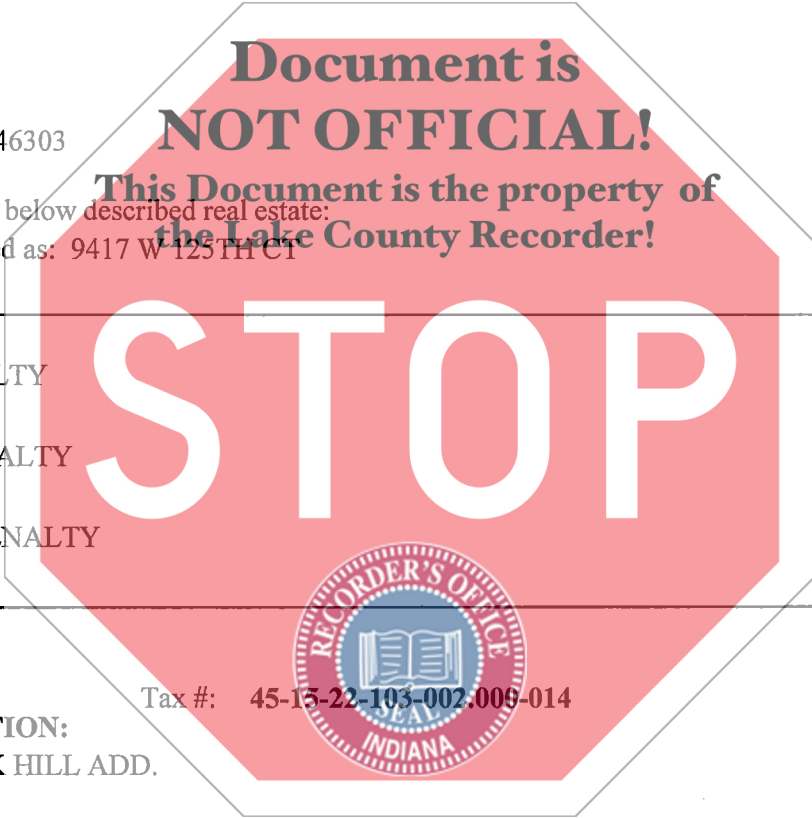 Document is
NOT OFFICIAL!
46303
This Document is the property of
below described real estate:
the Lake County Recorder!
d as: 9417 W 125TH CT
STOP
LTY
ALTY
NALTY
RECORDER'S OFFICE
Tax #: 45-15-22-103-002.000-014
SEAL
INDIANA
TION:
K HILL ADD.